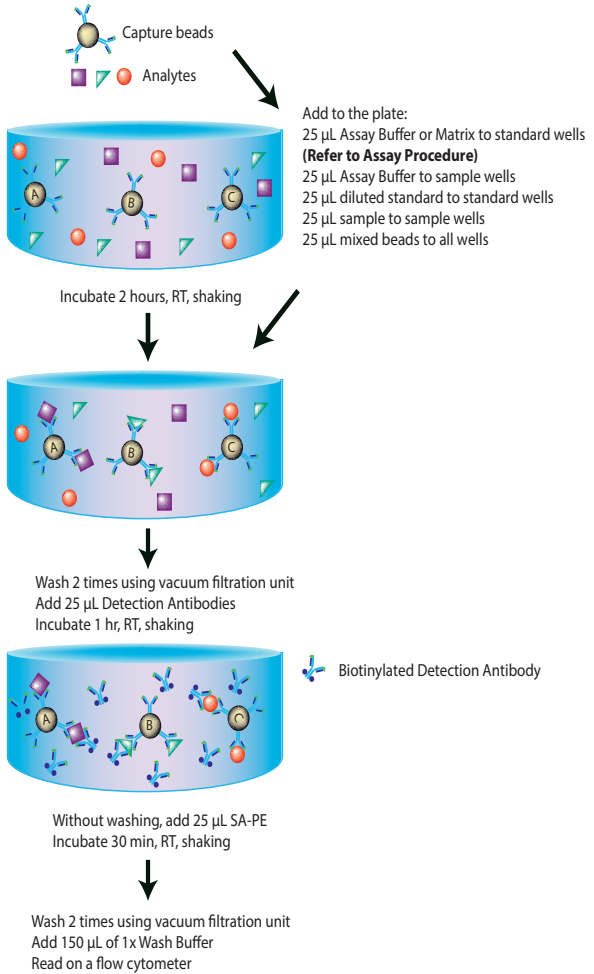 Capture beads
Analytes
Add to the plate:
25 µL Assay Buffer or Matrix to standard wells
(Refer to Assay Procedure)
25 µL Assay Buffer to sample wells
25 µL diluted standard to standard wells
25 µL sample to sample wells
25 µL mixed beads to all wells
A
B
C
Incubate 2 hours, RT, shaking
A
B
C
Wash 2 times using vacuum filtration unit
Add 25 µL Detection Antibodies
Incubate 1 hr, RT, shaking
Biotinylated Detection Antibody
A
B
C
Without washing, add 25 µL SA-PE
Incubate 30 min, RT, shaking
Wash 2 times using vacuum filtration unit
Add 150 µL of 1x Wash Buffer
Read on a flow cytometer